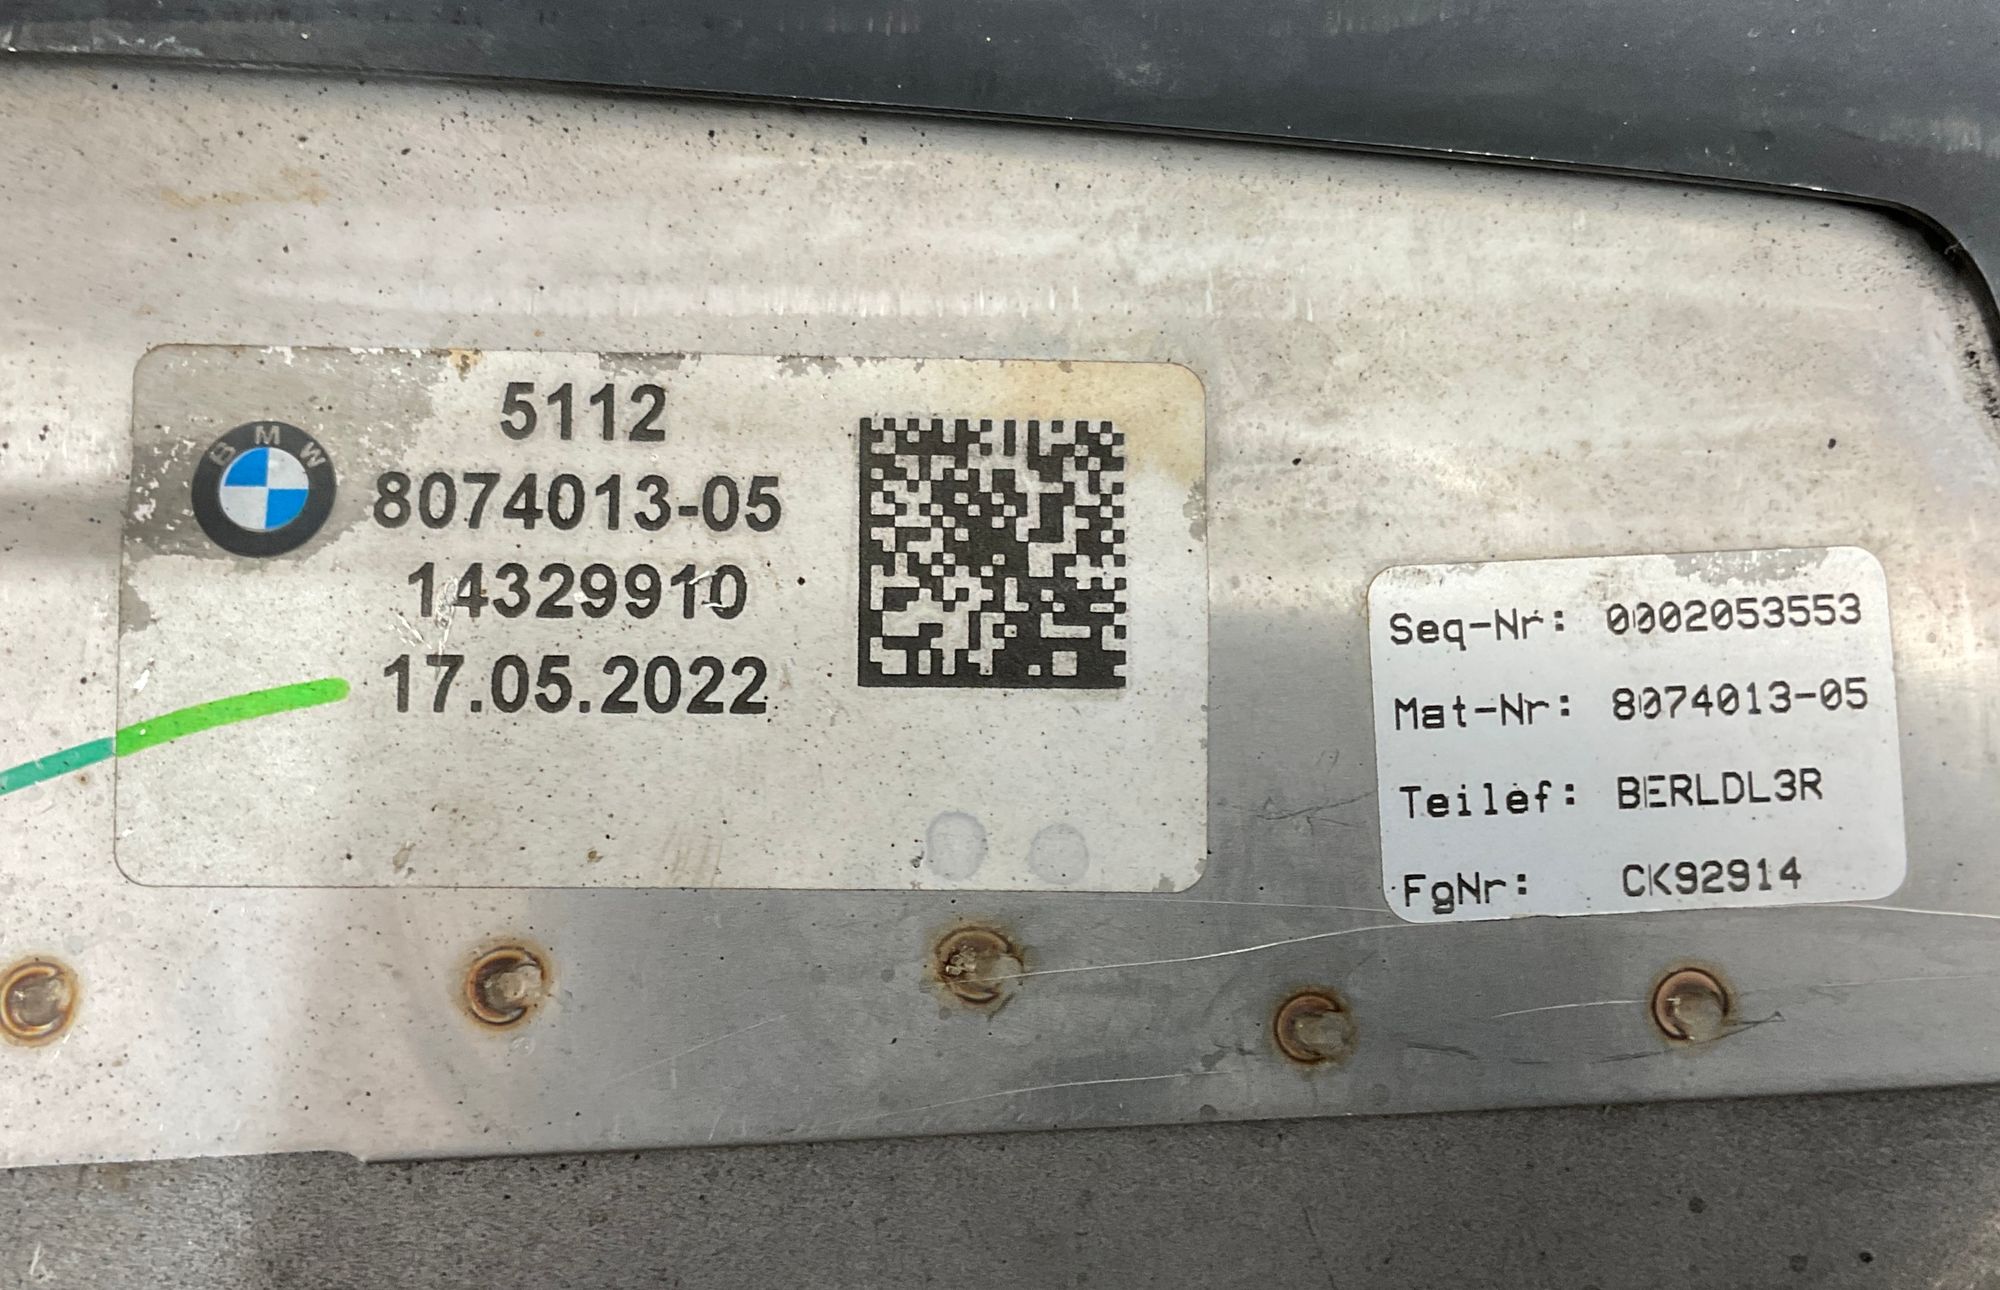 BMW
5112
8074013-05
14329910
17.05.2022
Seq-Nr: 0002053553
Mat-Nr: 8074013-05
Teilef: BERLDL3R
FgNr: CK92914